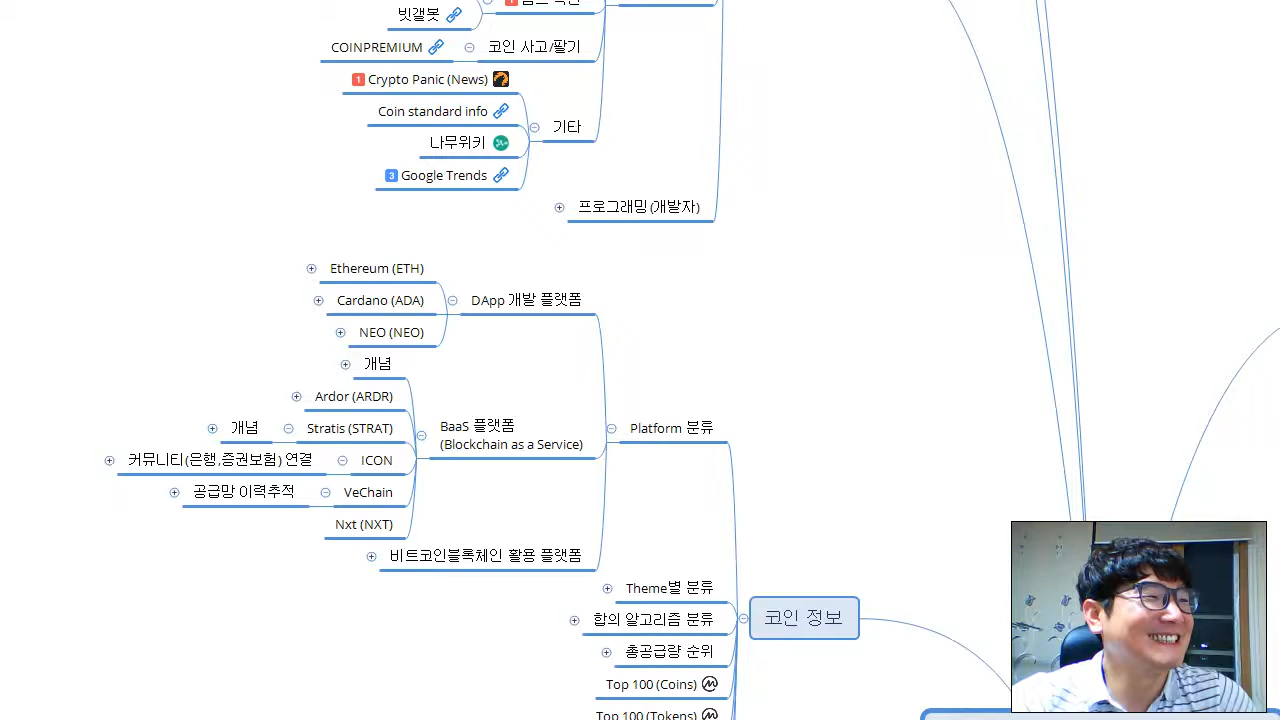 빗갤봇
COINPREMIUM
코인 사고/팔기
1 Crypto Panic (News)
Coin standard info
기타
나무위키
3 Google Trends
프로그래밍(개발자)
Ethereum (ETH)
Cardano (ADA)
DApp 개발 플랫폼
NEO (NEO)
개념
Ardor (ARDR)
개념
Stratis (STRAT)
BaaS 플랫폼
(Blockchain as a Service)
Platform 분류
커뮤니티(은행,증권보험) 연결
ICON
공급망 이력추적
VeChain
Nxt (NXT)
비트코인블록체인 활용 플랫폼
Theme별 분류
합의 알고리즘 분류
코인 정보
총공급량 순위
Top 100 (Coins)
Top 100 (Tokens)